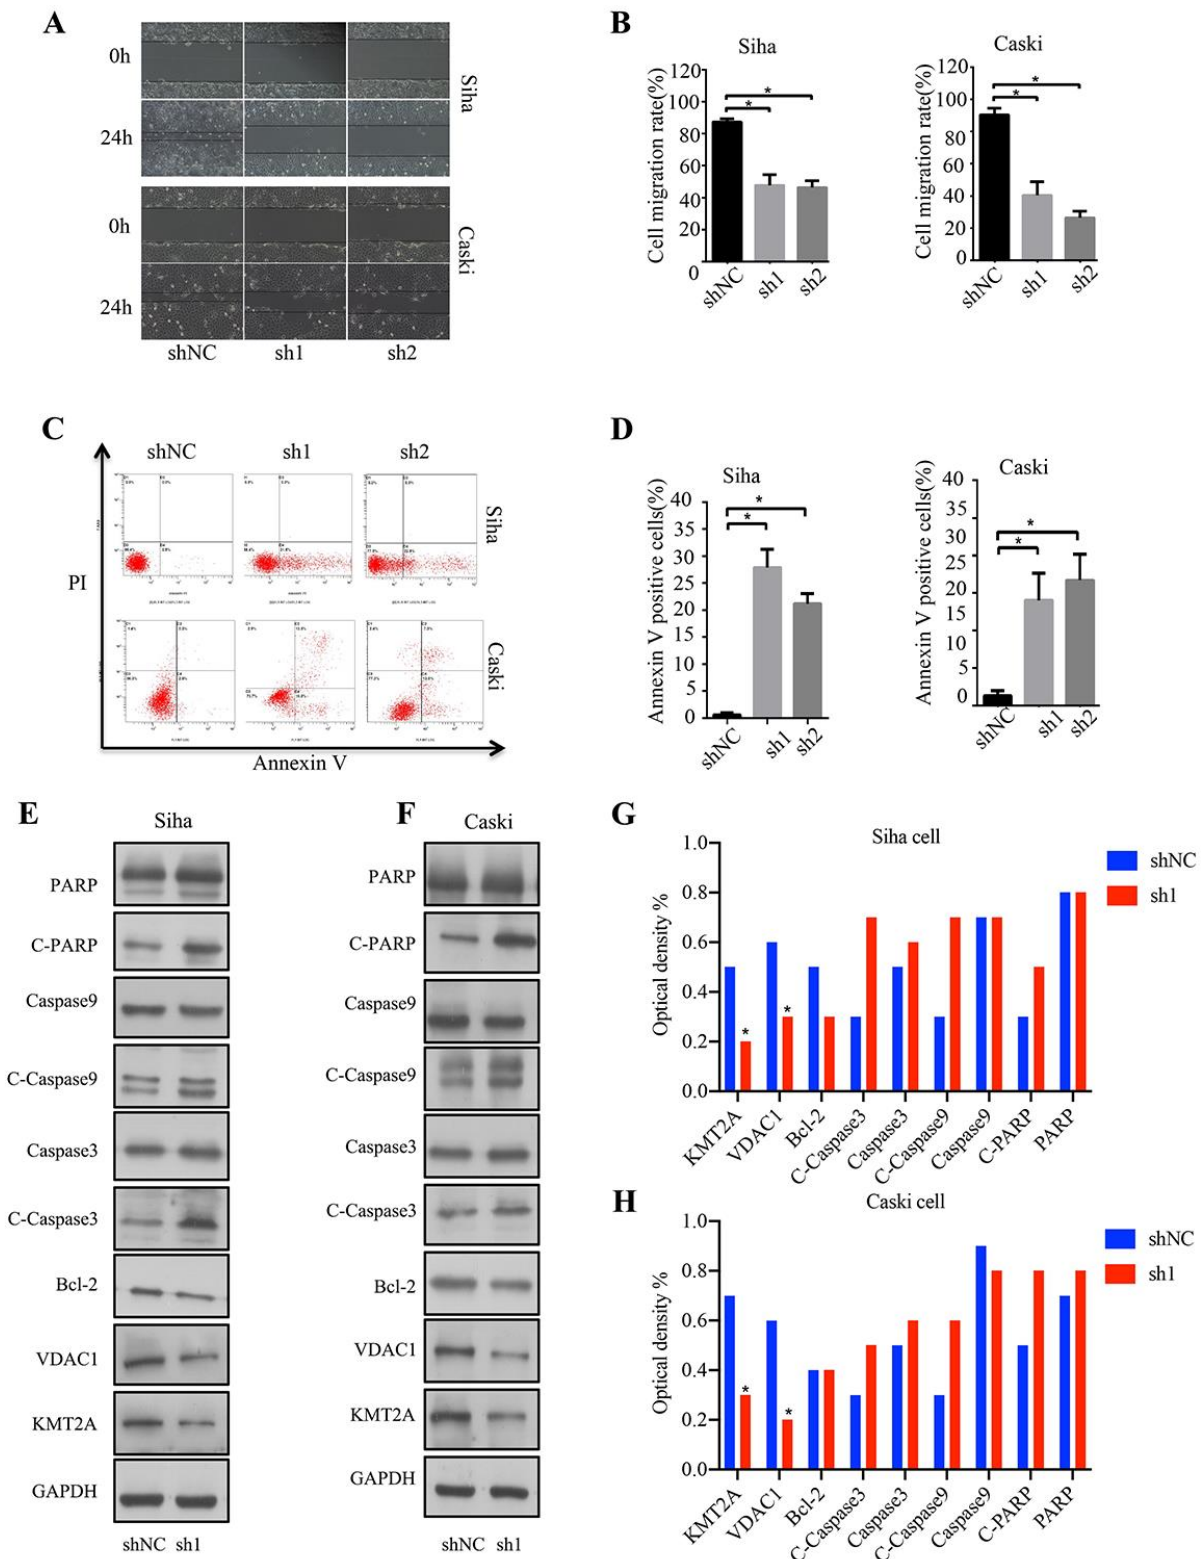 A
0h
24h
Siha
0h
24h
Caski
shNC sh1 sh2
B
Siha
Cell migration rate(%)
120
100
80
60
40
20
0
shNC sh1 sh2
*
*
Caski
Cell migration rate(%)
120
100
80
60
40
20
0
shNC sh1 sh2
*
*
C
shNC sh1 sh2
Siha
Caski
PI
Annexin V
D
Siha
Annexin V positive cells(%)
40
35
30
25
20
15
10
5
0
shNC sh1 sh2
*
*
Caski
Annexin V positive cells(%)
40
30
20
15
10
5
0
shNC sh1 sh2
*
*
E
Siha
PARP
C-PARP
Caspase9
C-Caspase9
Caspase3
C-Caspase3
Bcl-2
VDAC1
KMT2A
GAPDH
shNC sh1
F
Caski
PARP
C-PARP
Caspase9
C-Caspase9
Caspase3
C-Caspase3
Bcl-2
VDAC1
KMT2A
GAPDH
shNC sh1
G
Siha cell
Optical density %
1.0
0.8
0.6
0.4
0.2
0.0
*
*
KMT2A
VDAC1
Bcl-2
C-Caspase3
Caspase3
C-Caspase9
Caspase9
C-PARP
PARP
shNC
sh1
H
Caski cell
Optical density %
1.0
0.8
0.6
0.4
0.2
0.0
*
*
KMT2A
VDAC1
Bcl-2
C-Caspase3
Caspase3
C-Caspase9
Caspase9
C-PARP
PARP
shNC
sh1